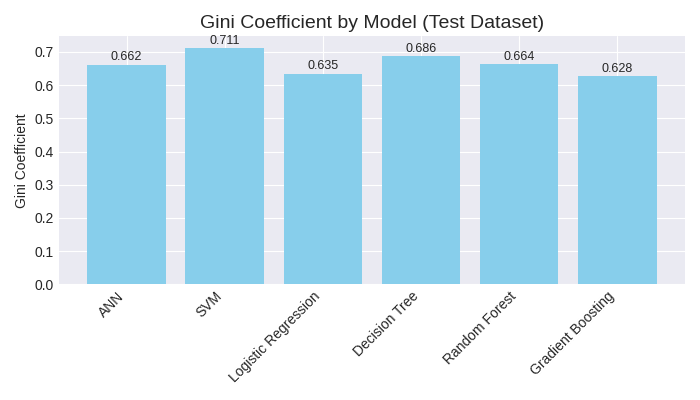 Gini Coefficient by Model (Test Dataset)
Gini Coefficient
0.7
0.6
0.5
0.4
0.3
0.2
0.1
0.0
0.662
0.711
0.635
0.686
0.664
0.628
ANN
SVM
Logistic Regression
Decision Tree
Random Forest
Gradient Boosting